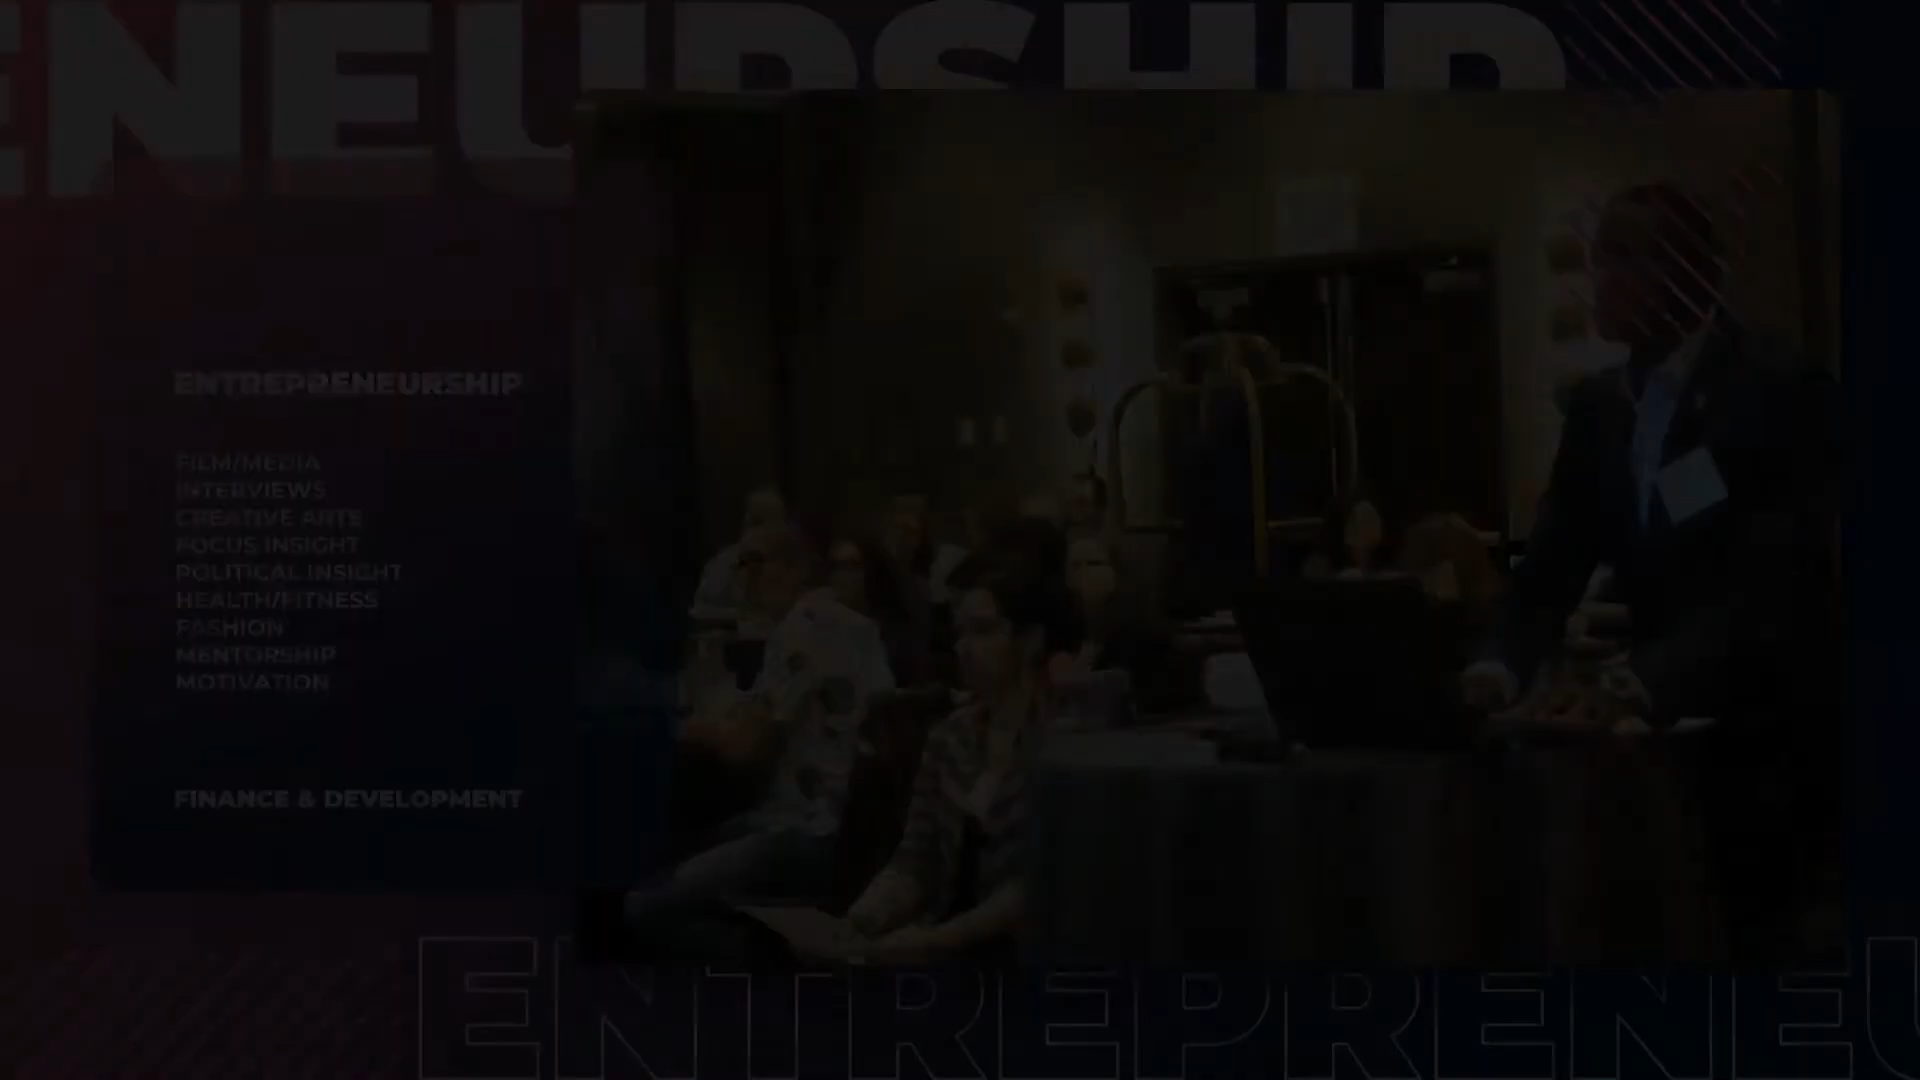 ENEURSHIP
ENTREPRENEURSHIP
FILM/MEDIA
INTERVIEWS
CREATIVE ARTS
FOCUS INSIGHT
POLITICAL INSIGHT
HEALTH/FITNESS
FASHION
MENTORSHIP
MOTIVATION
FINANCE & DEVELOPMENT
ENTREPRENEU